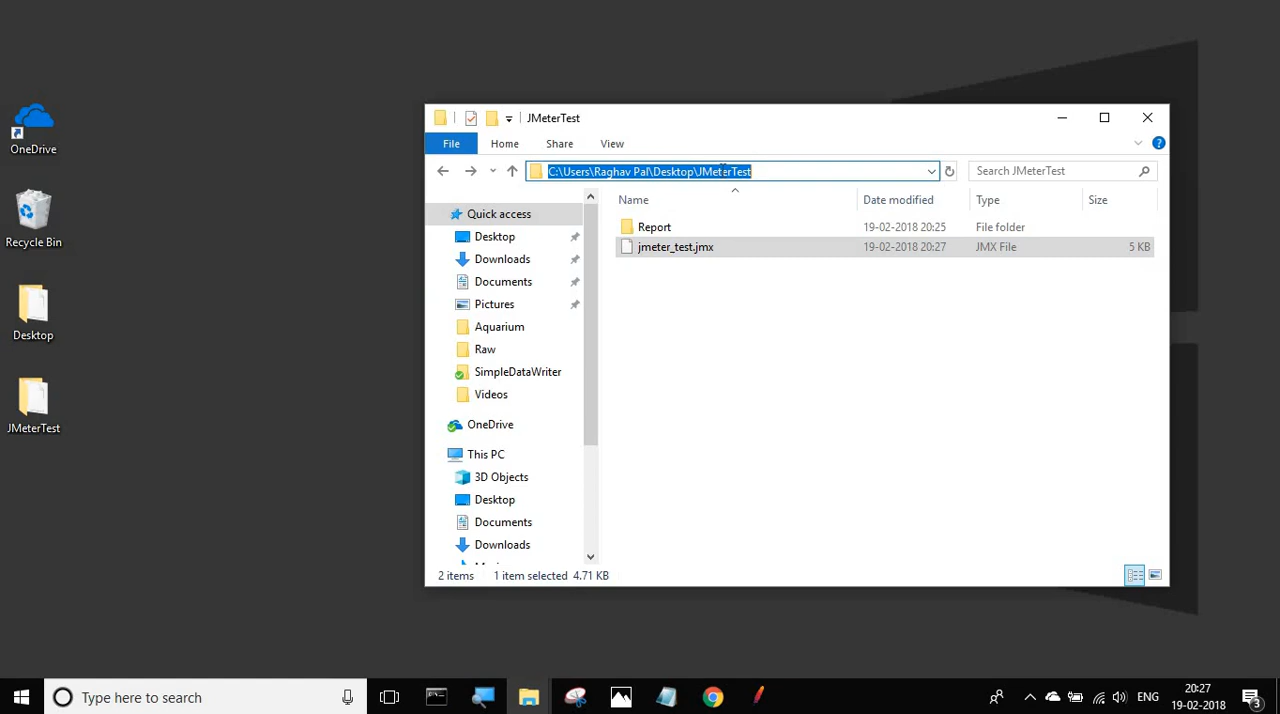 OneDrive
Recycle Bin
Desktop
JMeterTest
JMeterTest
File Home Share View
C:\Users\Raghav Pal\Desktop\JMeterTest
Search JMeterTest
Quick access
Desktop
Downloads
Documents
Pictures
Aquarium
Raw
SimpleDataWriter
Videos
OneDrive
This PC
3D Objects
Desktop
Documents
Downloads
Name Date modified Type Size
Report 19-02-2018 20:25 File folder
jmeter_test.jmx 19-02-2018 20:27 JMX File 5 KB
2 items 1 item selected 4.71 KB
Type here to search
ENG
20:27
19-02-2018
3